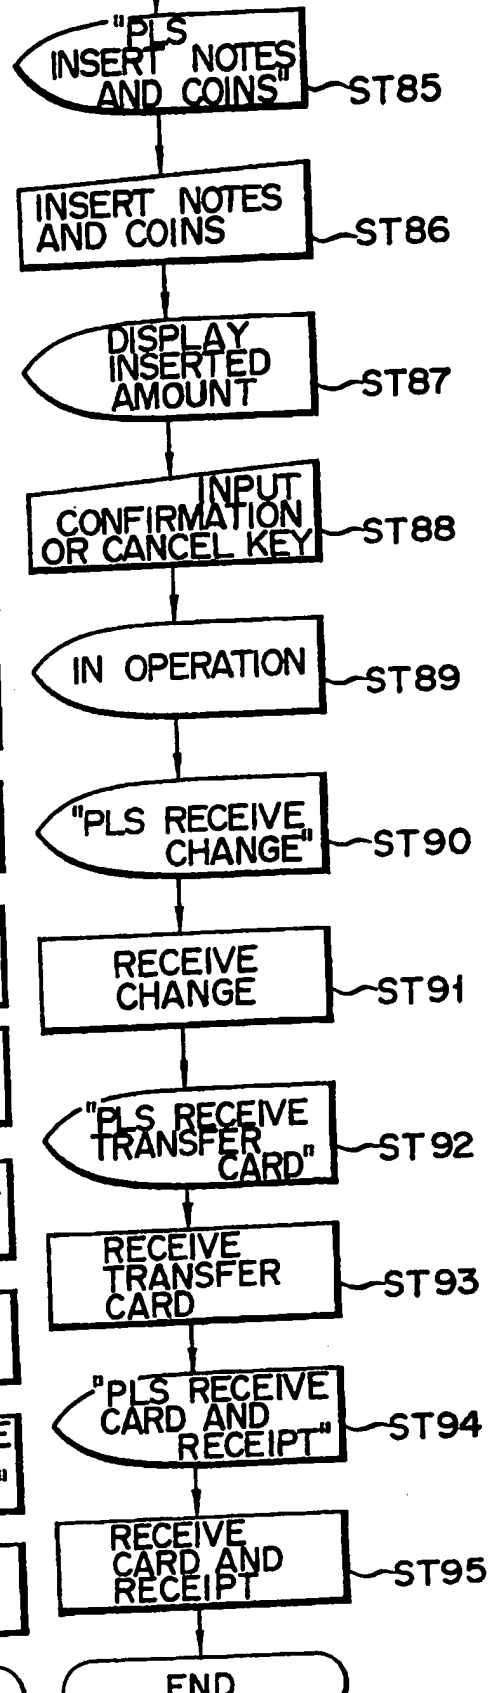 "PLS
INSERT NOTES
AND COINS"
ST85
INSERT NOTES
AND COINS
ST86
DISPLAY
INSERTED
AMOUNT
ST87
INPUT
CONFIRMATION
OR CANCEL KEY
ST88
IN OPERATION
ST89
"PLS RECEIVE
CHANGE"
ST90
RECEIVE
CHANGE
ST91
"PLS RECEIVE
TRANSFER
CARD"
ST92
RECEIVE
TRANSFER
CARD
ST93
"PLS RECEIVE
CARD AND
RECEIPT"
ST94
E
"
RECEIVE
CARD AND
RECEIPT
ST95
END